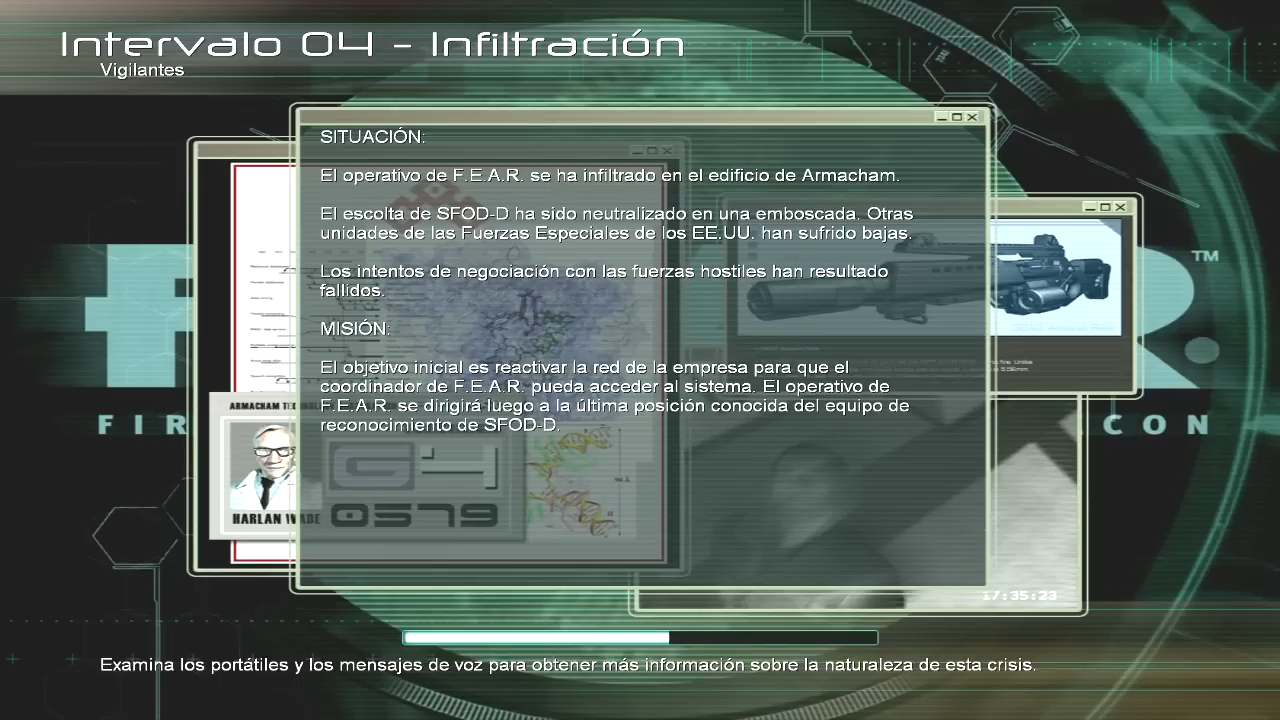 Intervalo 04 - Infiltración
Vigilantes
SITUACIÓN:
El operativo de F.E.A.R. se ha infiltrado en el edificio de Armacham.
El escolta de SFOD-D ha sido neutralizado en una emboscada. Otras
unidades de las Fuerzas Especiales de los EE.UU. han sufrido bajas.
Los intentos de negociación con las fuerzas hostiles han resultado
fallidos.
MISIÓN:
El objetivo inicial es reactivar la red de la empresa para que el
coordinador de F.E.A.R. pueda acceder al sistema. El operativo de
F.E.A.R. se dirigirá luego a la última posición conocida del equipo de
reconocimiento de SFOD-D.
TM
FIR
CON
ARMACHAM
HARLAN WADE
G4
0579
17:35:23
Examina los portátiles y los mensajes de voz para obtener más información sobre la naturaleza de esta crisis.